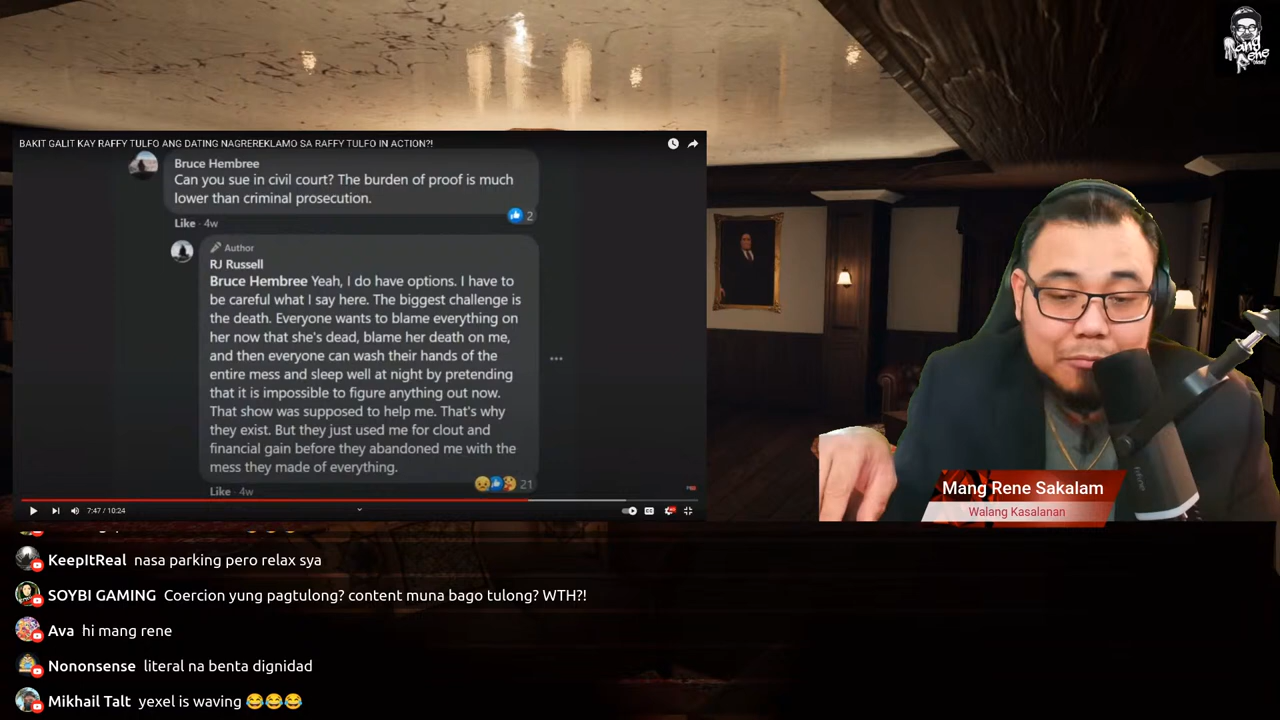 Mang
Rene
BAKIT GALIT KAY RAFFY TULFO ANG DATING NAGREREKLAMO SA RAFFY TULFO IN ACTION?!
Bruce Hembree
Can you sue in civil court? The burden of proof is much
lower than criminal prosecution.
2
Like · 4w
Author
RJ Russell
Bruce Hembree Yeah, I do have options. I have to
be careful what I say here. The biggest challenge is
the death. Everyone wants to blame everything on
her now that she's dead, blame her death on me,
and then everyone can wash their hands of the
entire mess and sleep well at night by pretending
that it is impossible to figure anything out now.
That show was supposed to help me. That's why
they exist. But they just used me for clout and
financial gain before they abandoned me with the
mess they made of everything.
21
Like · 4w
7:47 / 10:24
Mang Rene Sakalam
Walang Kasalanan
KeepItReal nasa parking pero relax sya
SOYBI GAMING Coercion yung pagtulong? content muna bago tulong? WTH?!
Ava hi mang rene
Nononsense literal na benta dignidad
Mikhail Talt yexel is waving 😂😂😂